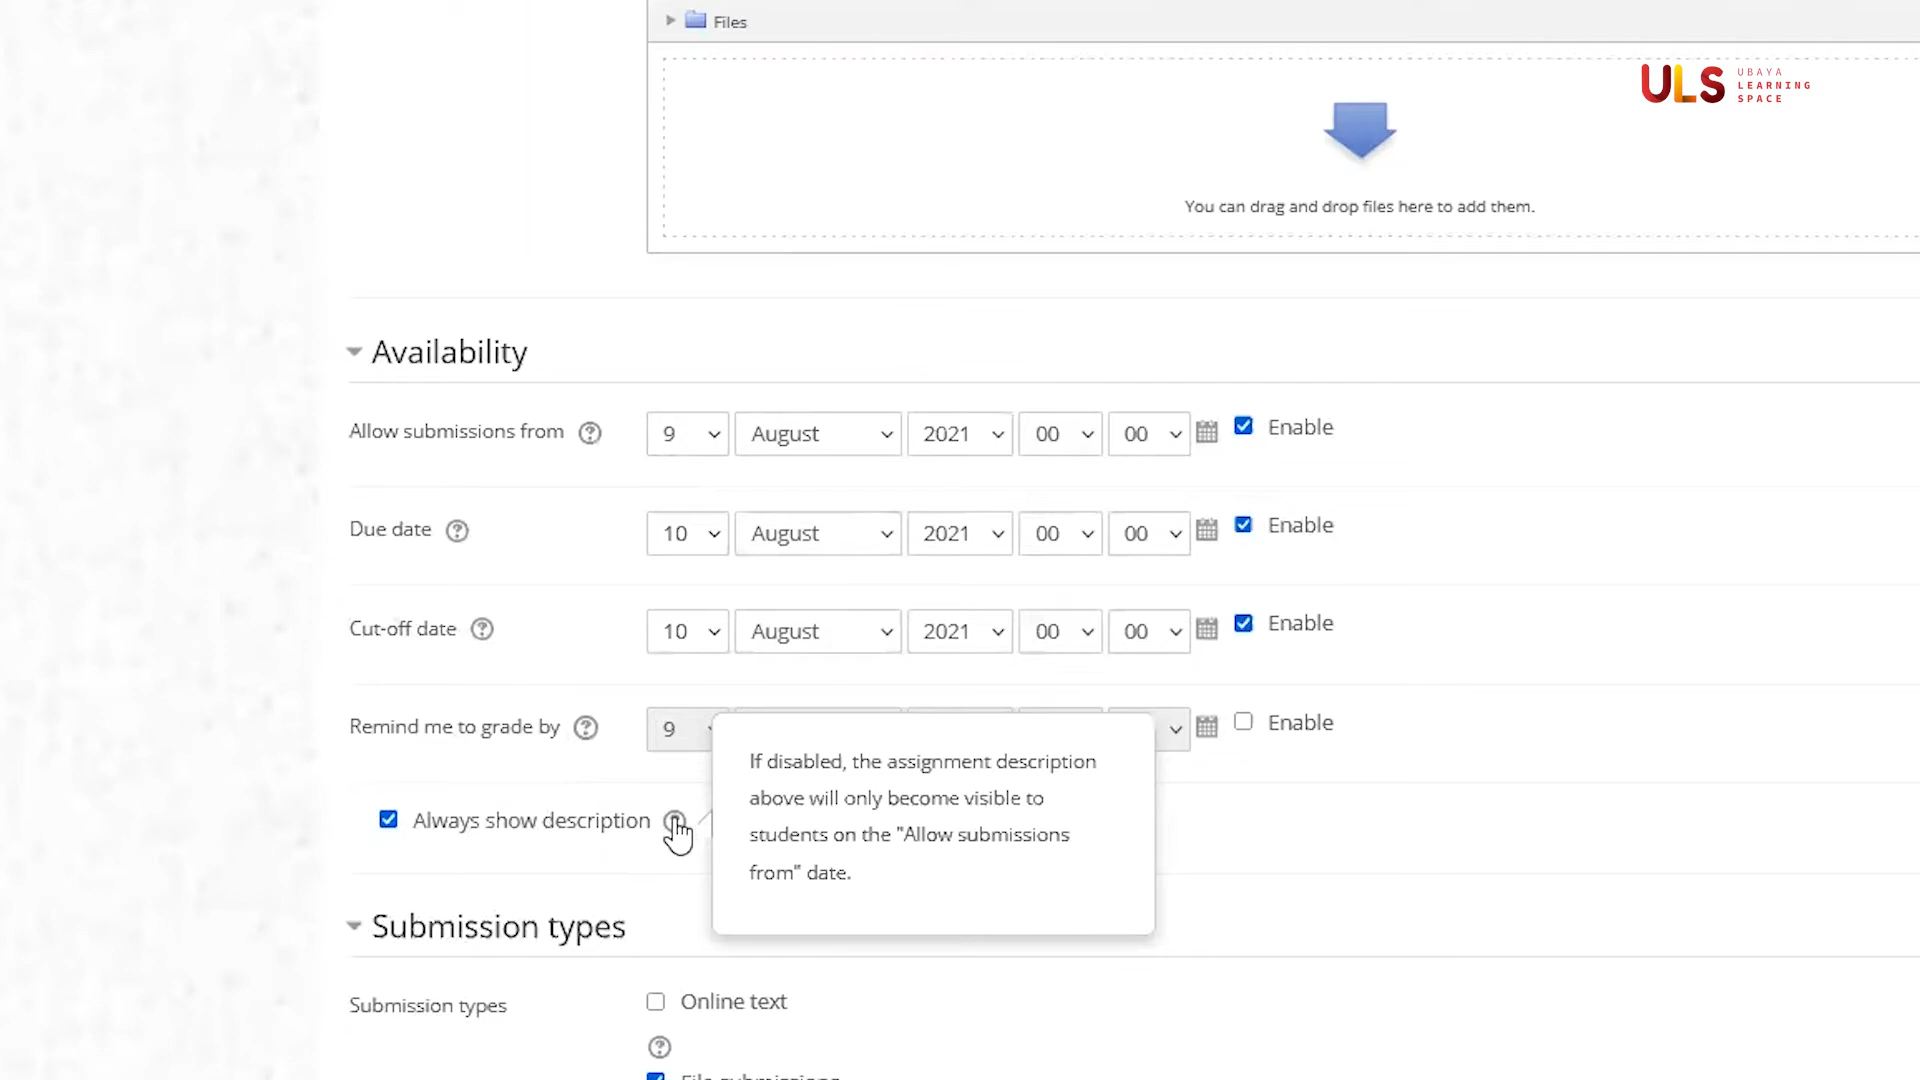 Files
ULS UBAYA LEARNING SPACE
You can drag and drop files here to add them.
Availability
Allow submissions from 9 August 2021 00 00 Enable
Due date 10 August 2021 00 00 Enable
Cut-off date 10 August 2021 00 00 Enable
Remind me to grade by 9 Enable
If disabled, the assignment description
above will only become visible to
Always show description
students on the "Allow submissions
from" date.
Submission types
Submission types Online text
File submissions